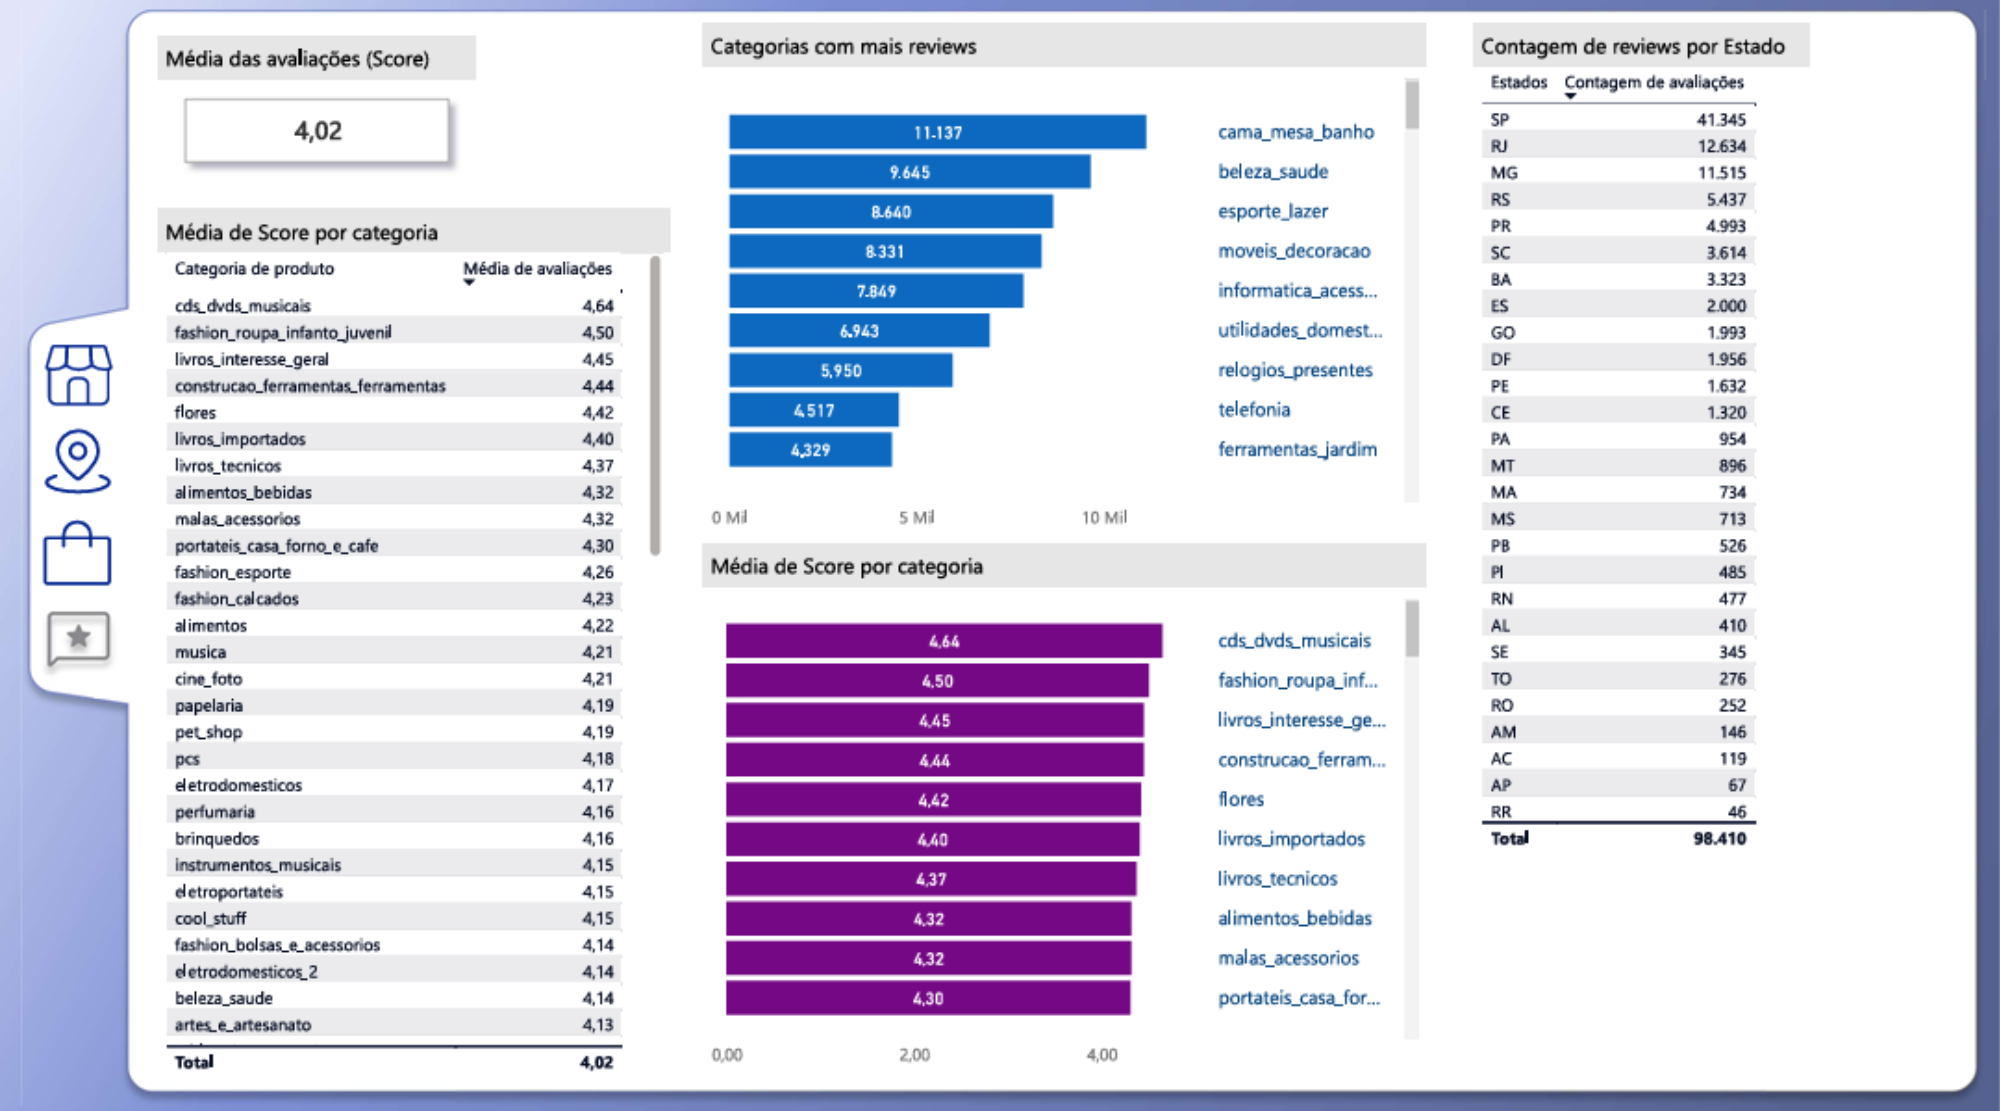 Média das avaliações (Score)
4,02
Média de Score por categoria
Categoria de produto Média de avaliações
cds_dvds_musicais 4,64
fashion_roupa_infanto_juvenil 4,50
livros_interesse_geral 4,45
construcao_ferramentas_ferramentas 4,44
flores 4,42
livros_importados 4,40
livros_tecnicos 4,37
alimentos_bebidas 4,32
malas_acessorios 4,32
portateis_casa_forno_e_cafe 4,30
fashion_esporte 4,26
fashion_calcados 4,23
alimentos 4,22
musica 4,21
cine_foto 4,21
papelaria 4,19
pet_shop 4,19
pcs 4,18
eletrodomesticos 4,17
perfumaria 4,16
brinquedos 4,16
instrumentos_musicais 4,15
eletroportateis 4,15
cool_stuff 4,15
fashion_bolsas_e_acessorios 4,14
eletrodomesticos_2 4,14
beleza_saude 4,14
artes_e_artesanato 4,13
Total 4,02
Categorias com mais reviews
11.137 cama_mesa_banho
9.645 beleza_saude
8.640 esporte_lazer
8.331 moveis_decoracao
7.849 informatica_acess...
6.943 utilidades_domest...
5.950 relogios_presentes
4.517 telefonia
4.329 ferramentas_jardim
0 Mil 5 Mil 10 Mil
Média de Score por categoria
4,64 cds_dvds_musicais
4,50 fashion_roupa_inf...
4,45 livros_interesse_ge...
4,44 construcao_ferram...
4,42 flores
4,40 livros_importados
4,37 livros_tecnicos
4,32 alimentos_bebidas
4,32 malas_acessorios
4,30 portateis_casa_for...
0,00 2,00 4,00
Contagem de reviews por Estado
Estados Contagem de avaliações
SP 41.345
RJ 12.634
MG 11.515
RS 5.437
PR 4.993
SC 3.614
BA 3.323
ES 2.000
GO 1.993
DF 1.956
PE 1.632
CE 1.320
PA 954
MT 896
MA 734
MS 713
PB 526
PI 485
RN 477
AL 410
SE 345
TO 276
RO 252
AM 146
AC 119
AP 67
RR 46
Total 98.410